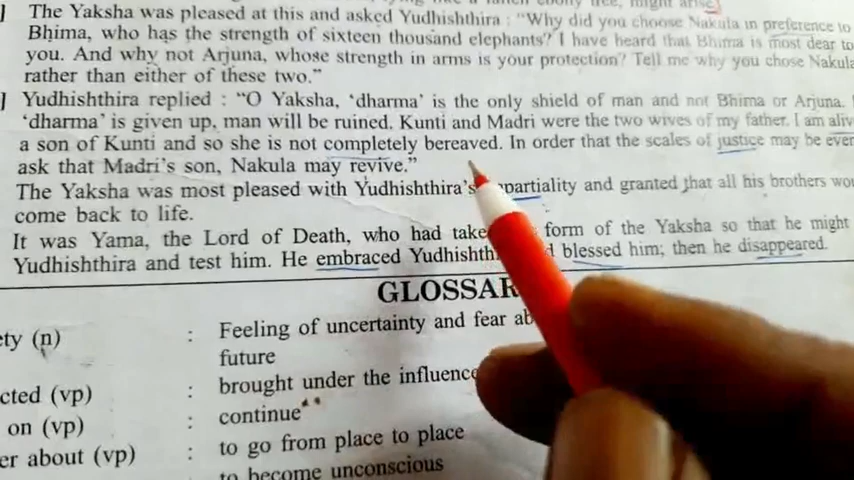 ] The Yaksha was pleased at this and asked Yudhishthira : "Why did you choose Nakula in preference to
Bhima, who has the strength of sixteen thousand elephants? I have heard that Bhima is most dear to
you. And why not Arjuna, whose strength in arms is your protection? Tell me why you chose Nakula
rather than either of these two."
] Yudhishthira replied : "O Yaksha, 'dharma' is the only shield of man and not Bhima or Arjuna.
'dharma' is given up, man will be ruined. Kunti and Madri were the two wives of my father. I am alive
a son of Kunti and so she is not completely bereaved. In order that the scales of justice may be even
ask that Madri's son, Nakula may revive."
The Yaksha was most pleased with Yudhishthira's partiality and granted that all his brothers wo
come back to life.
It was Yama, the Lord of Death, who had take form of the Yaksha so that he might
Yudhishthira and test him. He embraced Yudhishth d blessed him; then he disappeared.
GLOSSAR
ety (n) : Feeling of uncertainty and fear ab
future
cted (vp) : brought under the influence
on (vp) : continue
er about (vp) : to go from place to place
to become unconscious